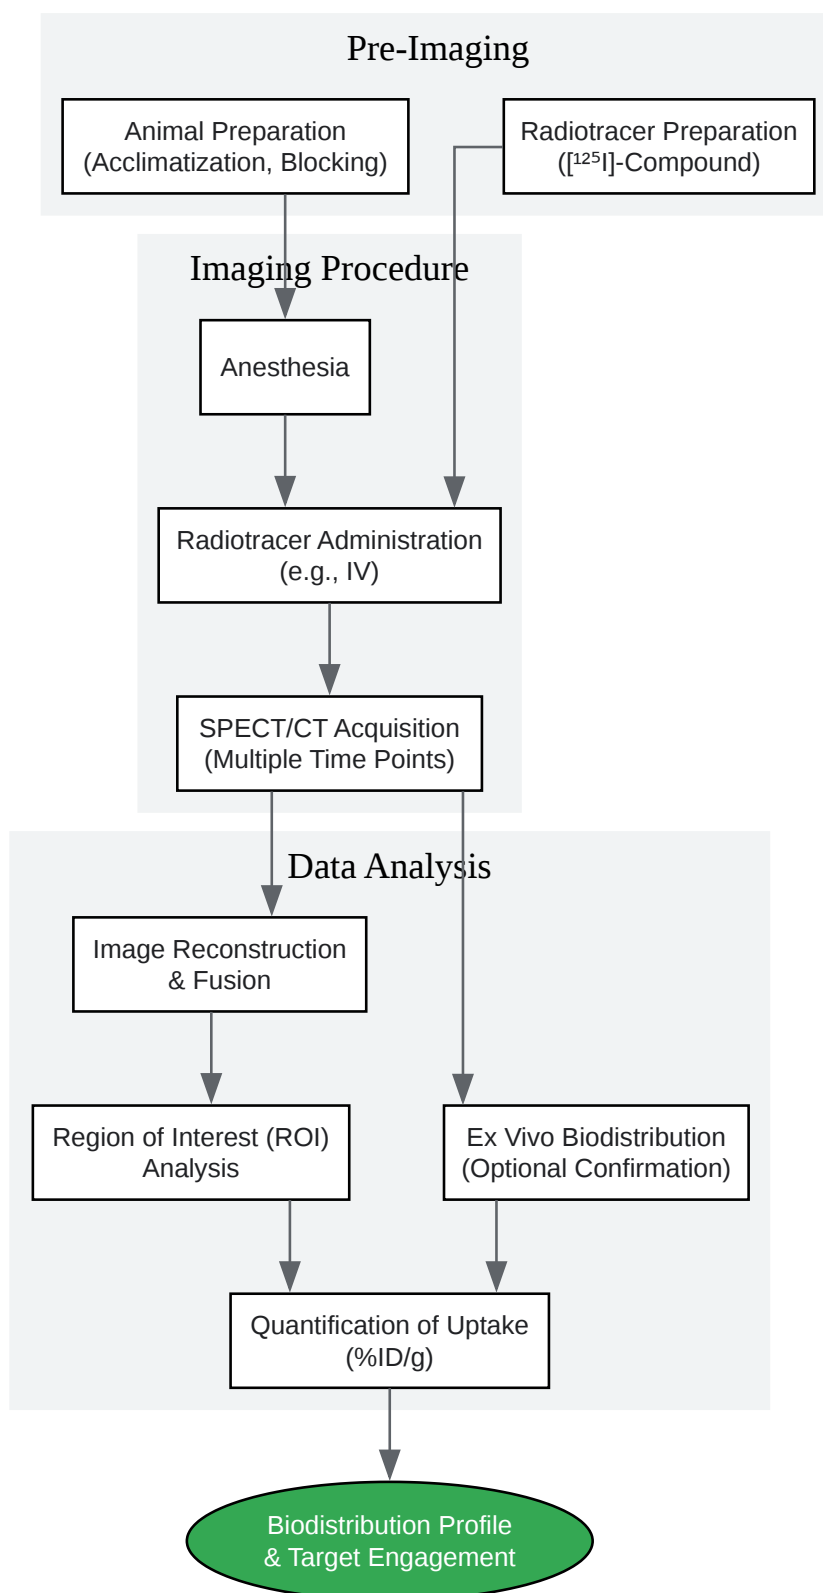 Pre-Imaging
Animal Preparation
(Acclimatization, Blocking)
Radiotracer Preparation
([¹²⁵I]-Compound)
Imaging Procedure
Anesthesia
Radiotracer Administration
(e.g., IV)
SPECT/CT Acquisition
(Multiple Time Points)
Data Analysis
Image Reconstruction
& Fusion
Region of Interest (ROI)
Analysis
Ex Vivo Biodistribution
(Optional Confirmation)
Quantification of Uptake
(%ID/g)
Biodistribution Profile
& Target Engagement